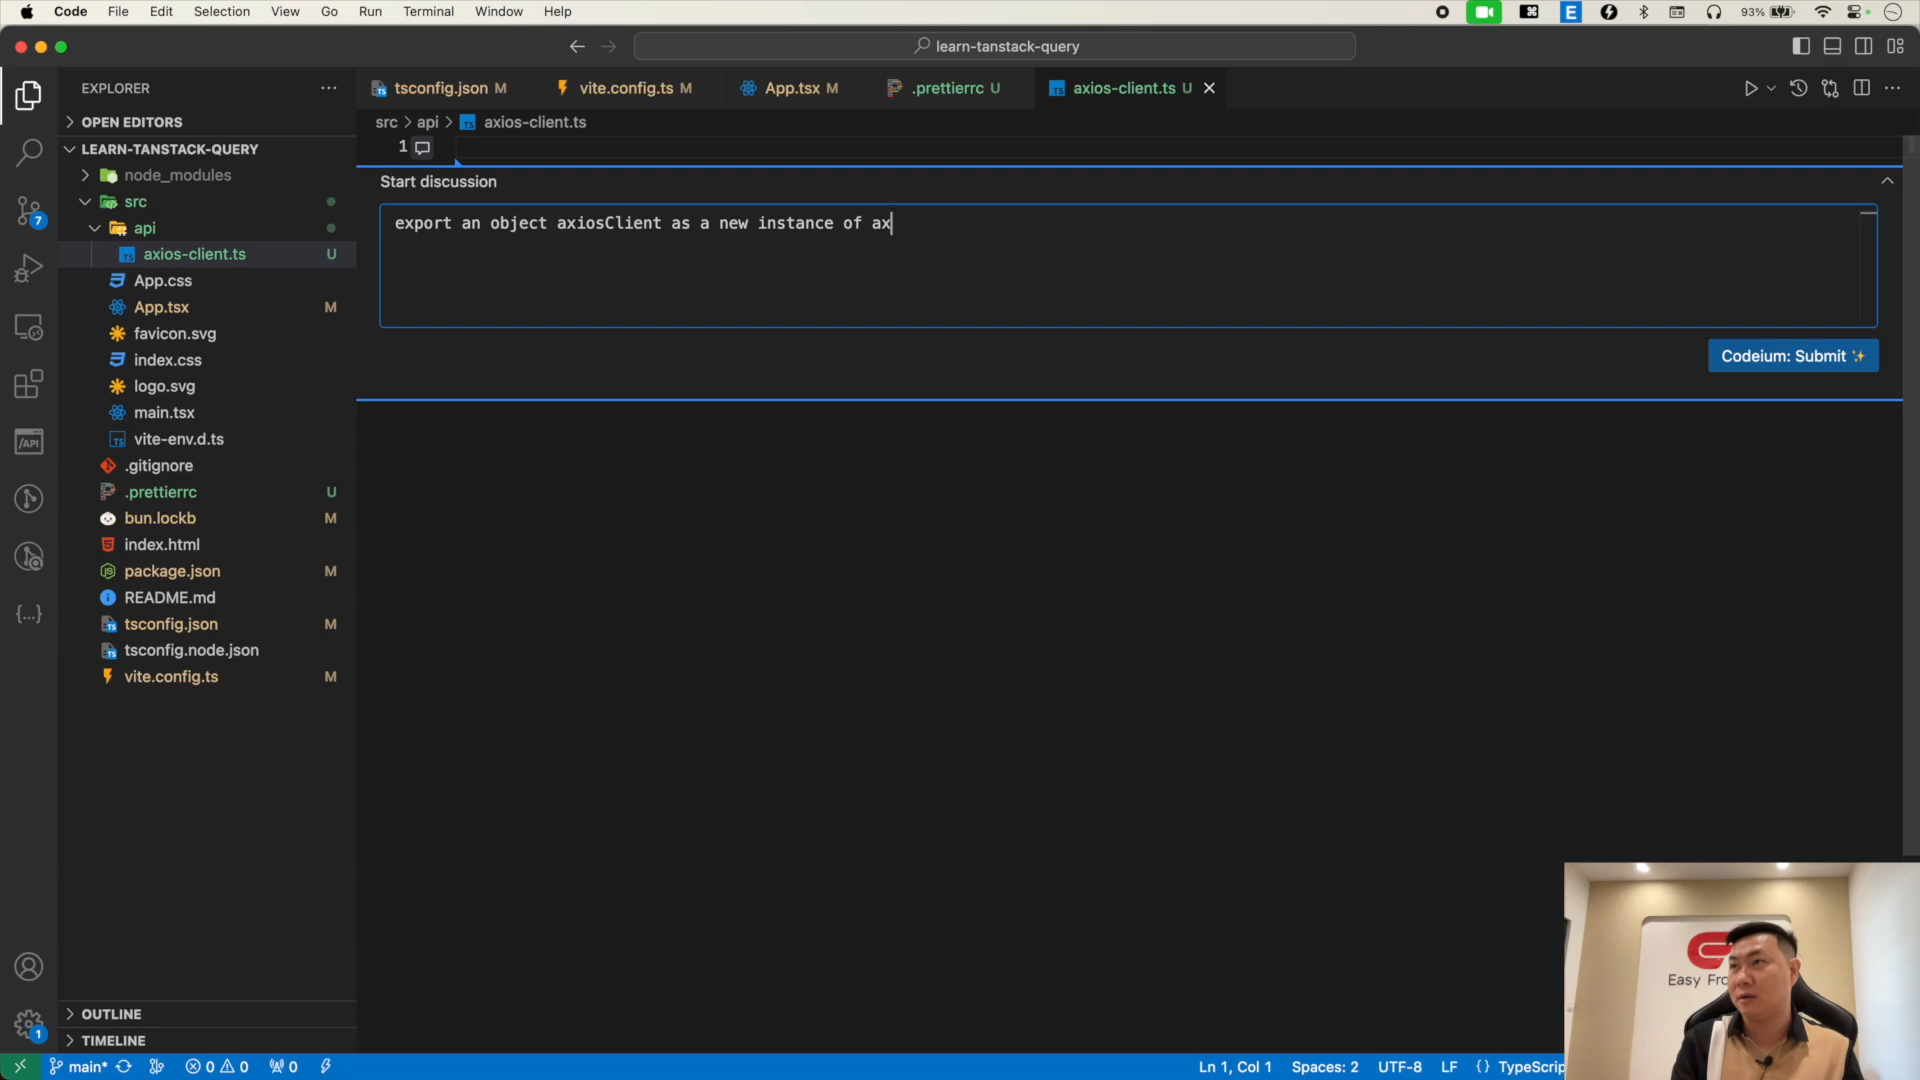 Code File Edit Selection View Go Run Terminal Window Help
E 93%
learn-tanstack-query
EXPLORER
OPEN EDITORS
LEARN-TANSTACK-QUERY
node_modules
src
api
axios-client.ts U
App.css
App.tsx M
favicon.svg
index.css
logo.svg
main.tsx
vite-env.d.ts
.gitignore
.prettierrc U
bun.lockb M
index.html
package.json M
README.md
tsconfig.json M
tsconfig.node.json
vite.config.ts M
OUTLINE
TIMELINE
7
/API
{...}
1
tsconfig.json M vite.config.ts M App.tsx M .prettierrc U axios-client.ts U
src > api > axios-client.ts
1
Start discussion
export an object axiosClient as a new instance of ax
Codeium: Submit
Easy Fro
main* 0 0 0 Ln 1, Col 1 Spaces: 2 UTF-8 LF {} TypeScrip